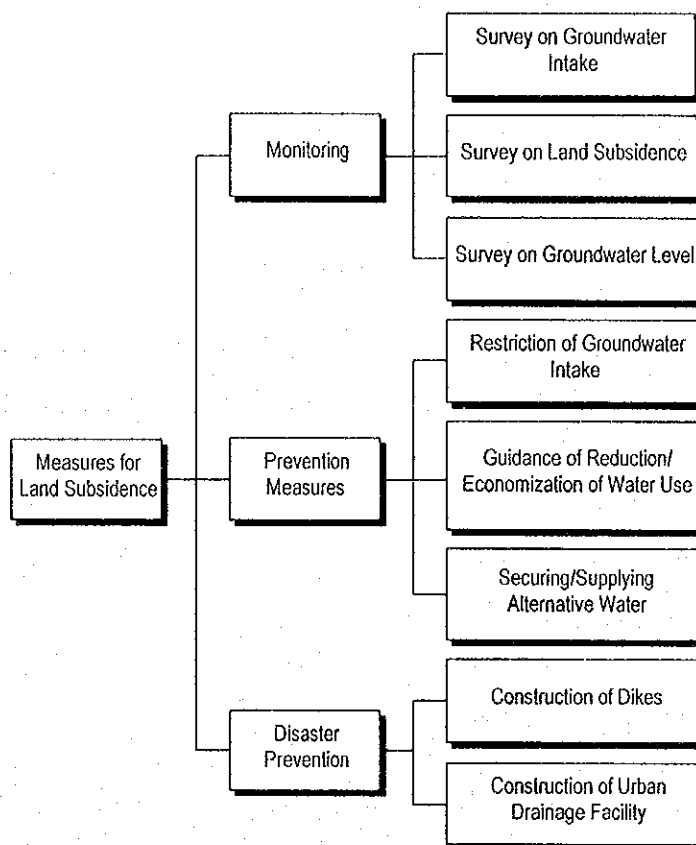 Survey on Groundwater
Intake
Monitoring
Survey on Land Subsidence
Survey on Groundwater Level
Restriction of Groundwater
Intake
Measures for
Land Subsidence
Prevention
Measures
Guidance of Reduction/
Economization of Water Use
Securing/Supplying
Alternative Water
Disaster
Prevention
Construction of Dikes
Construction of Urban
Drainage Facility